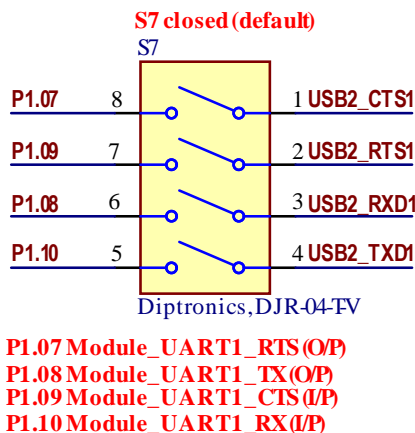 S7 closed (default)
S7
P1.07 8 1 USB2_CTS1
P1.09 7 2 USB2_RTS1
P1.08 6 3 USB2_RXD1
P1.10 5 4 USB2_TXD1
Diptronics,DJR-04-T-V
P1.07 Module_UART1_RTS (O/P)
P1.08 Module_UART1_TX (O/P)
P1.09 Module_UART1_CTS (I/P)
P1.10 Module_UART1_RX (I/P)